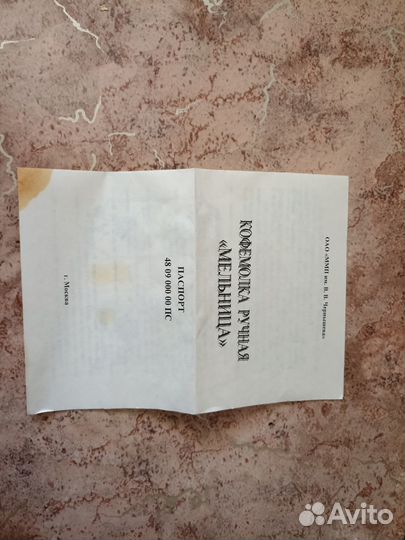 ОАО «ММП им. В. В. Чернышева»
КОФЕМОЛКА РУЧНАЯ
«МЕЛЬНИЦА»
ПАСПОРТ
48 09 000 00 ПС
г. Москва
Avito